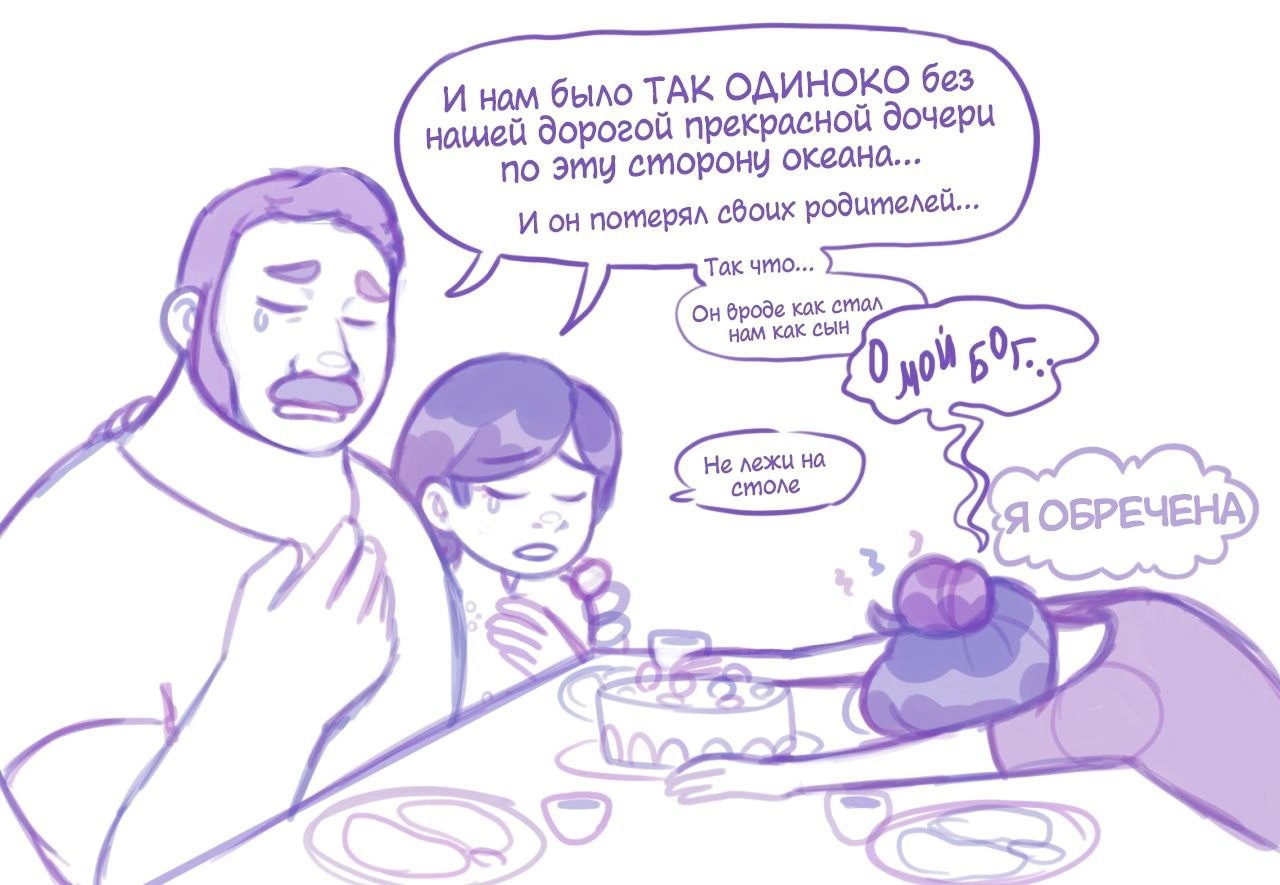 И нам было ТАК ОДИНОКО без
нашей дорогой прекрасной дочери
по эту сторону океана...
И он потерял своих родителей...
Так что...
Он вроде как стал
нам как сын
О мой бог...
Не лежи на
столе
Я ОБРЕЧЕНА